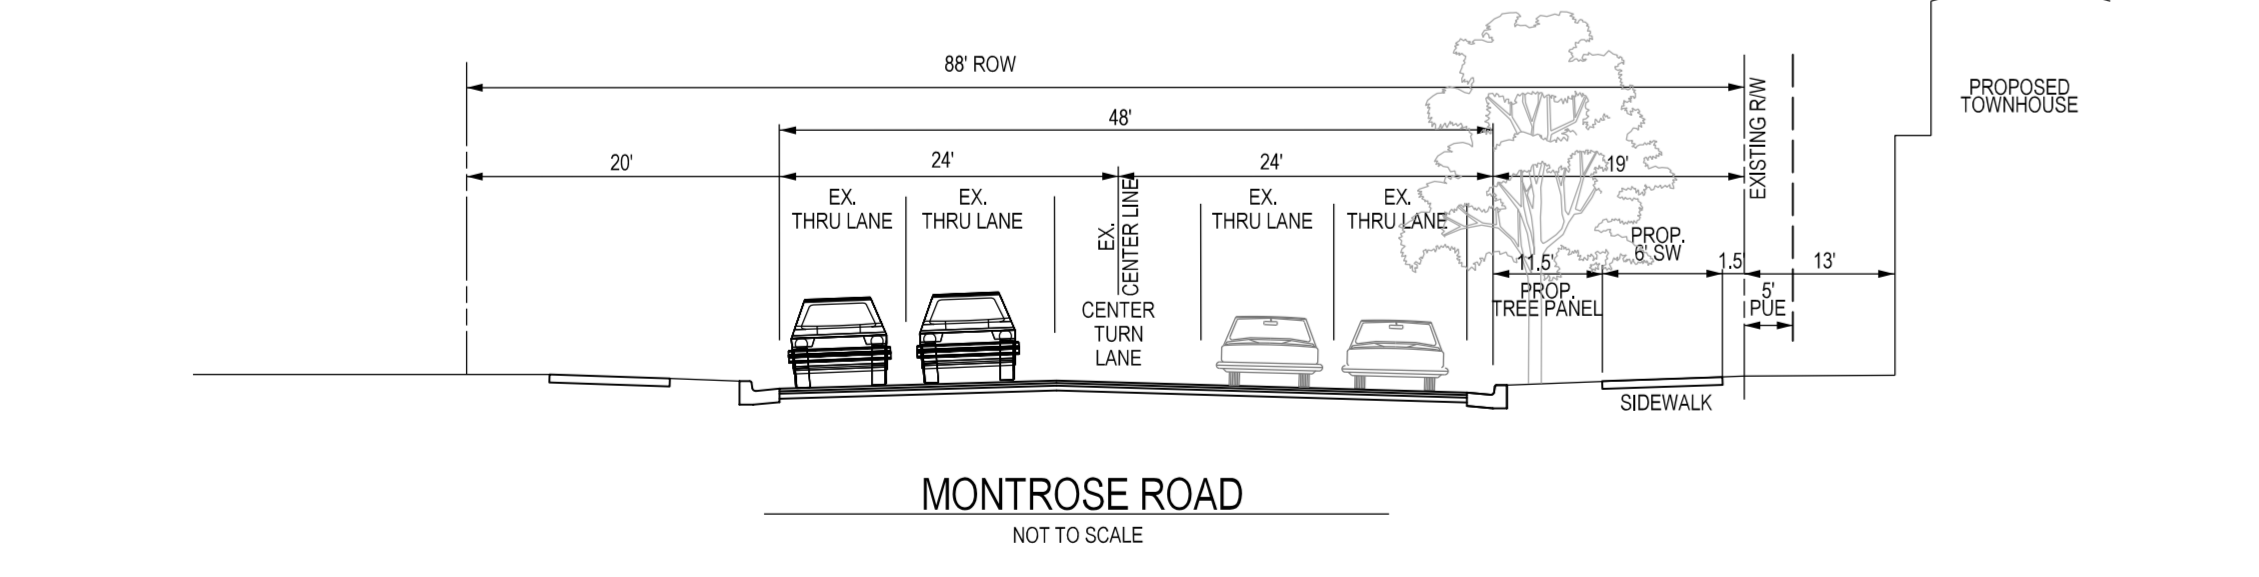 88' ROW
48'
20'
24'
24'
19'
EXISTING R/W
PROPOSED
TOWNHOUSE
EX.
THRU LANE
EX.
THRU LANE
EX.
CENTER LINE
EX.
THRU LANE
EX.
THRU LANE
PROP.
6' SW
11.5'
1.5'
13'
PROP.
TREE PANEL
5'
PUE
CENTER
TURN
LANE
SIDEWALK
MONTROSE ROAD
NOT TO SCALE